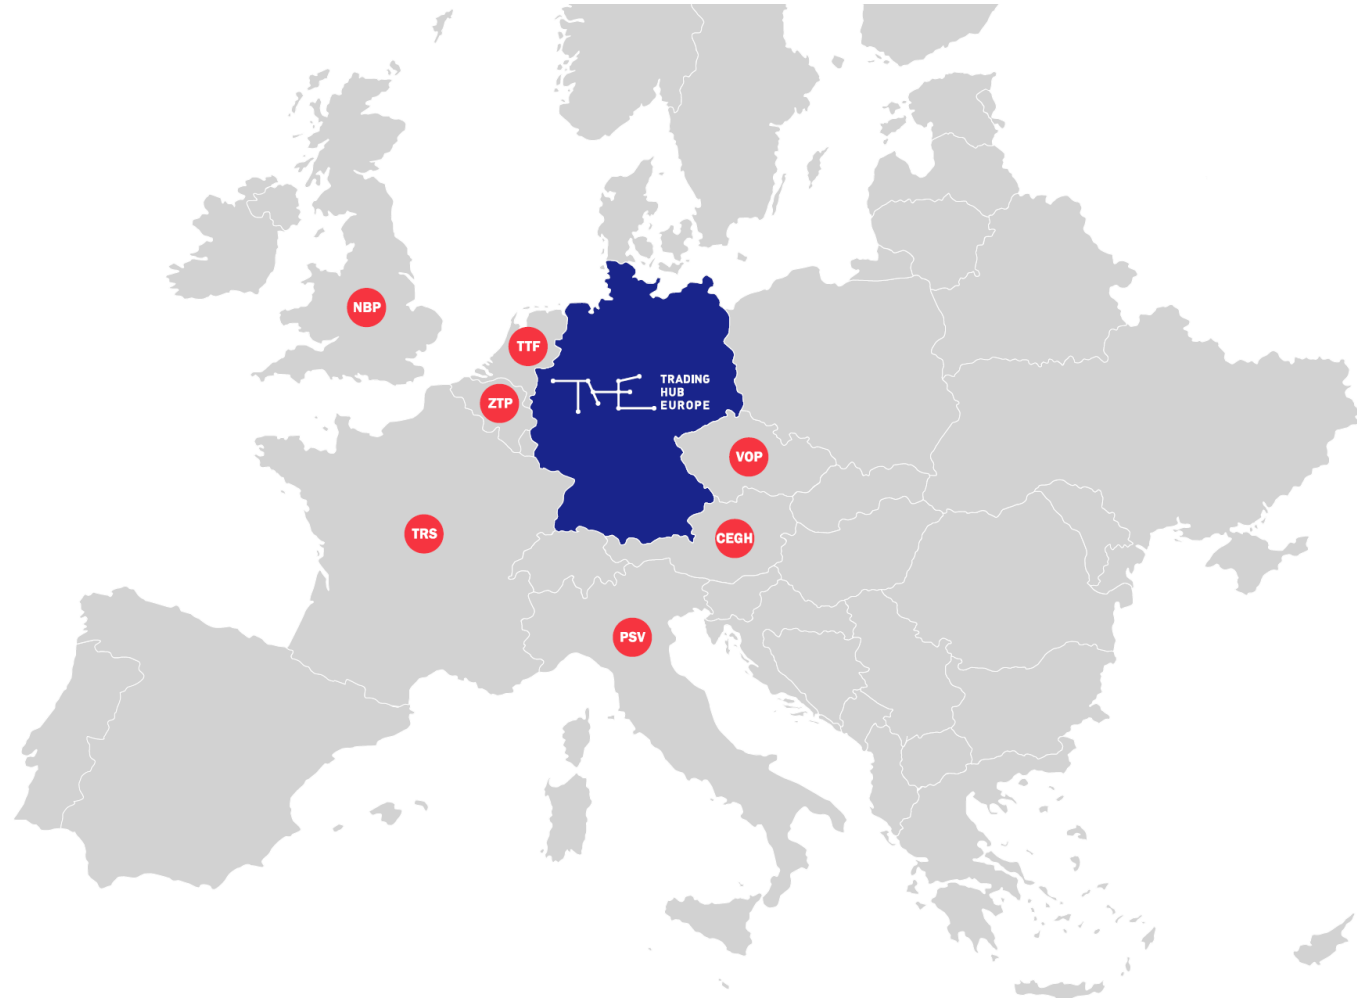 NBP
TTF
TRADING
HUB
EUROPE
ZTP
VOP
TRS
CEGH
PSV